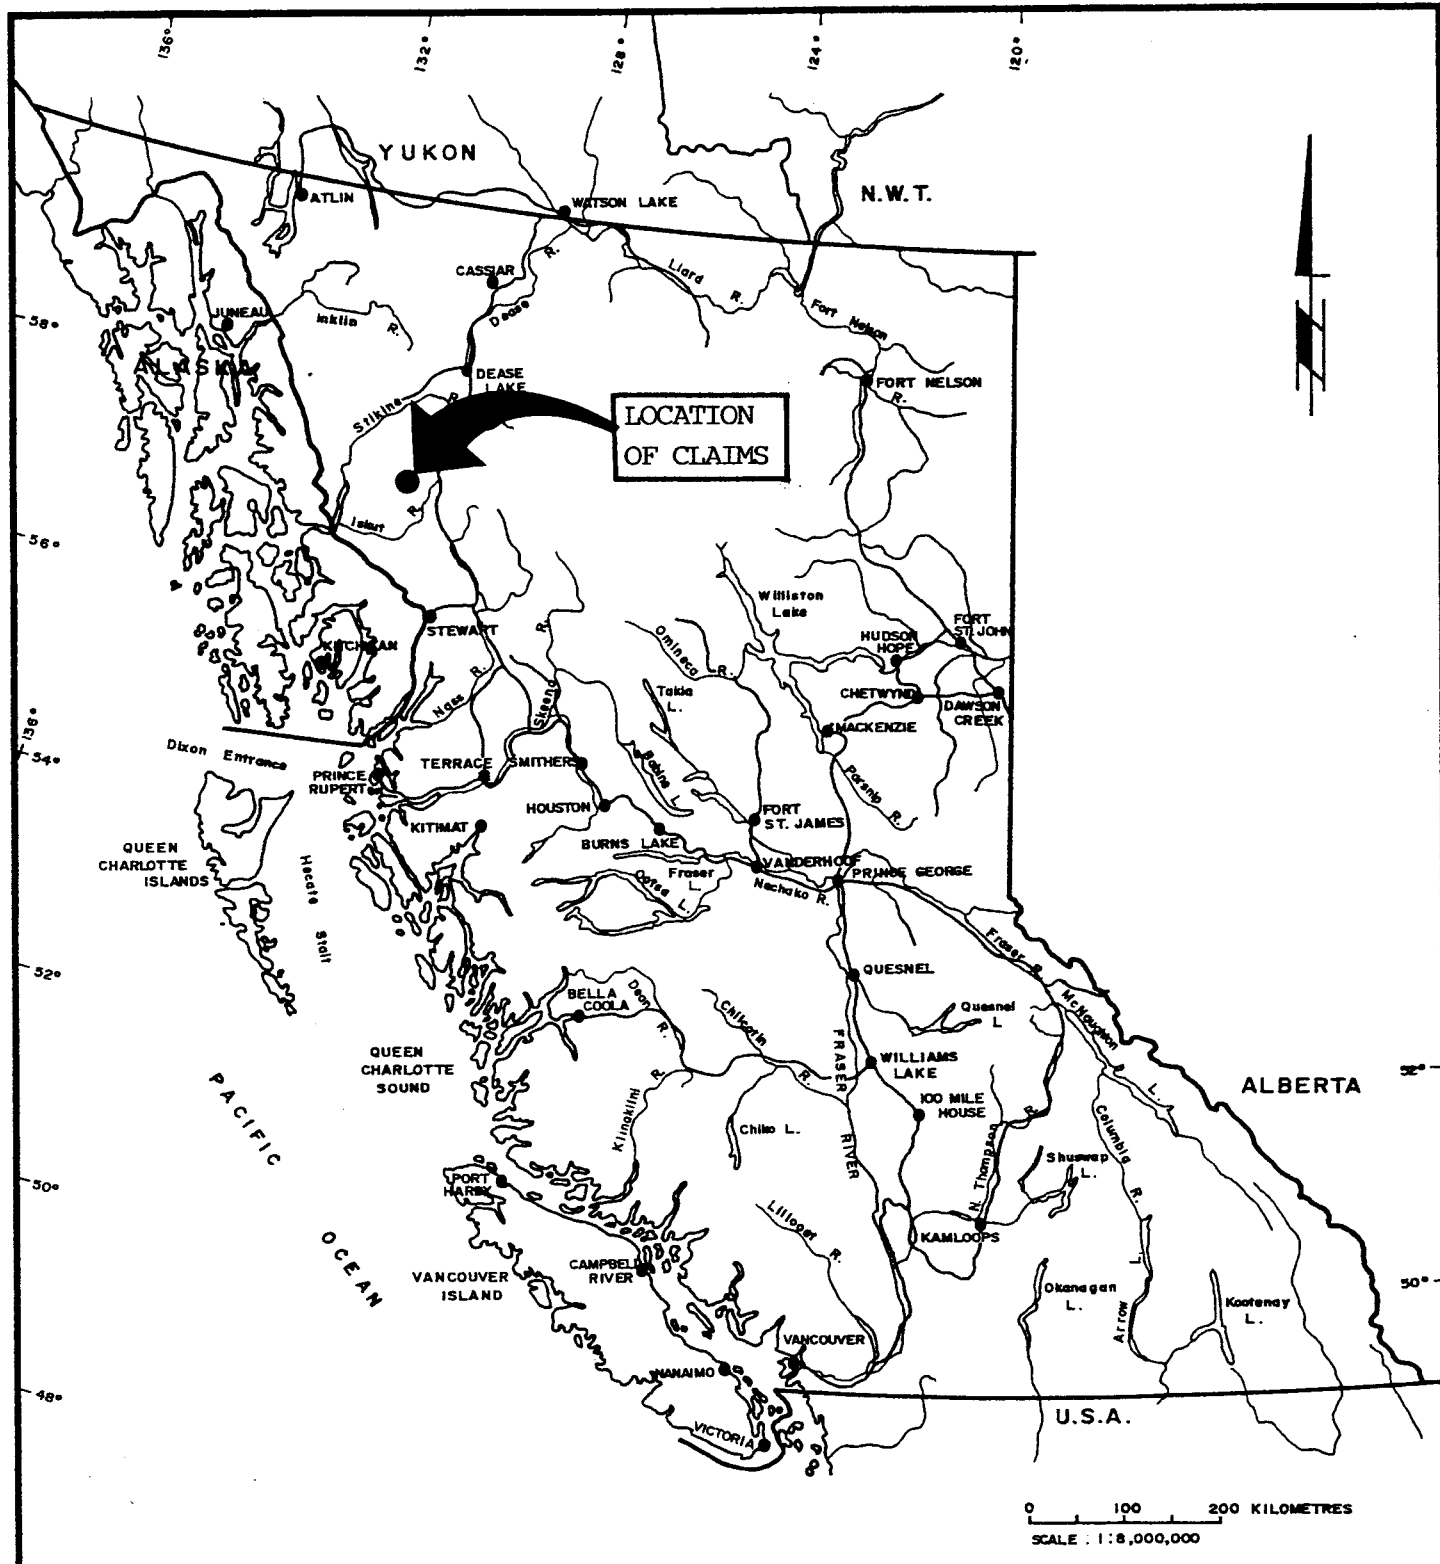 136°
132°
128°
124°
120°
YUKON
N.W.T.
ATLIN
WATSON LAKE
CASSIAR
R.
Dease
Liard
R.
Fort Nelson
58°
JUNEAU
Inklin
R.
ALASKA
DEASE
LAKE
FORT NELSON
R.
Stikine
R.
LOCATION
OF CLAIMS
56°
Iskut
R.
Williston
Lake
STEWART
KETCHIKAN
R.
Omineca
R.
HUDSON
HOPE
FORT
ST. JOHN
Nass
R.
Skeena
Takla
L.
CHETWYND
DAWSON
CREEK
MACKENZIE
136°
54°
Dixon Entrance
PRINCE
RUPERT
TERRACE
SMITHERS
Babine
L.
Parsnip
R.
HOUSTON
FORT
ST. JAMES
KITIMAT
BURNS LAKE
QUEEN
CHARLOTTE
ISLANDS
Hecate Stait
Fraser
L.
Ootsa
L.
VANDERHOOF
Nechako R.
PRINCE GEORGE
Fraser R.
52°
QUESNEL
BELLA
COOLA
Dean
R.
Chilcotin
R.
Quesnel
L
McNaughton
L.
QUEEN
CHARLOTTE
SOUND
FRASER
RIVER
WILLIAMS
LAKE
52°
ALBERTA
PACIFIC
OCEAN
Klinaklini
R.
Chilko L.
100 MILE
HOUSE
R.
N. Thompson
Shuswap
L.
Columbia
R.
50°
PORT
HARDY
Lillooet
R.
KAMLOOPS
CAMPBELL
RIVER
VANCOUVER
ISLAND
Okanagan
L.
Arrow
L.
Kootenay
L.
50°
VANCOUVER
NANAIMO
48°
VICTORIA
U.S.A.
0 100 200 KILOMETRES
SCALE : 1:8,000,000